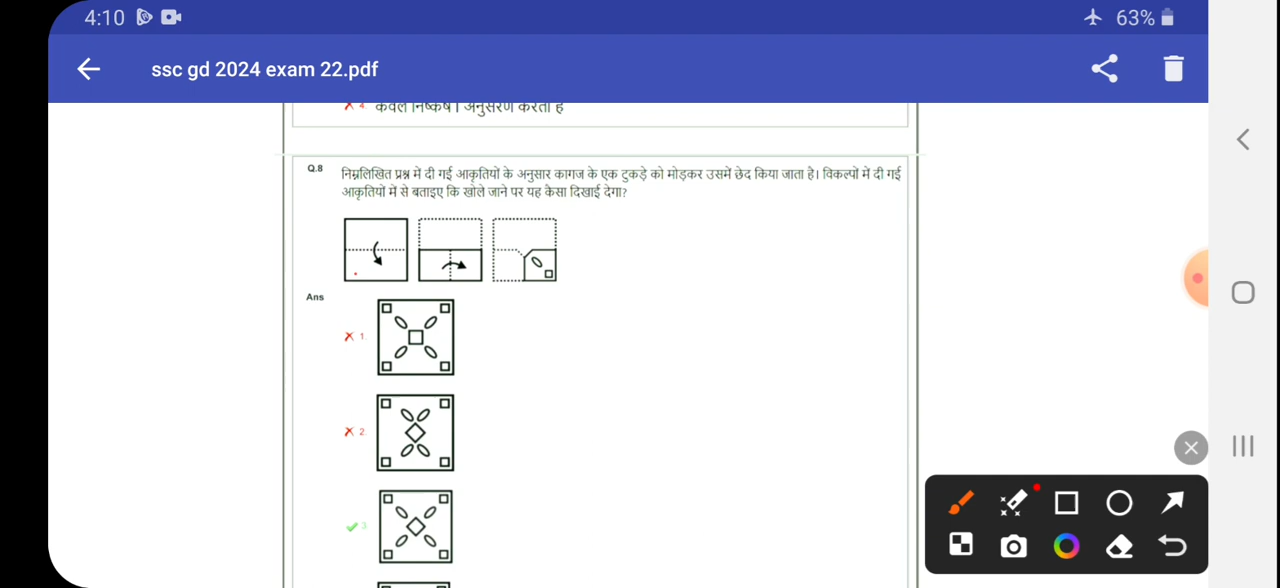 4:10
63%
ssc gd 2024 exam 22.pdf
4. केवल निष्कर्ष I अनुसरण करता है
Q.8 निम्नलिखित प्रश्न में दी गई आकृतियों के अनुसार कागज के एक टुकड़े को मोड़कर उसमें छेद किया जाता है। विकल्पों में दी गई
आकृतियों में से बताइए कि खोले जाने पर यह कैसा दिखाई देगा?
Ans
1.
2.
3